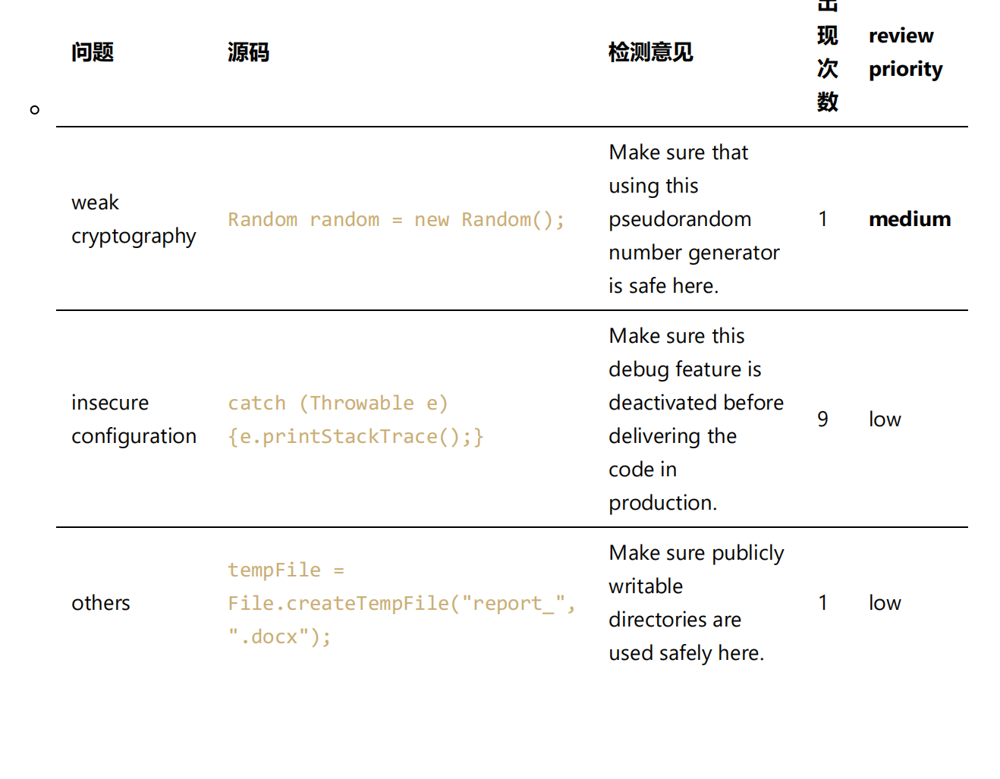 问题
源码
检测意见
出
现
次
数
review
priority
weak
cryptography
Random random = new Random();
Make sure that
using this
pseudorandom
number generator
is safe here.
1
medium
insecure
configuration
catch (Throwable e)
{e.printStackTrace();}
Make sure this
debug feature is
deactivated before
delivering the
code in
production.
9
low
others
tempFile =
File.createTempFile("report_",
".docx");
Make sure publicly
writable
directories are
used safely here.
1
low